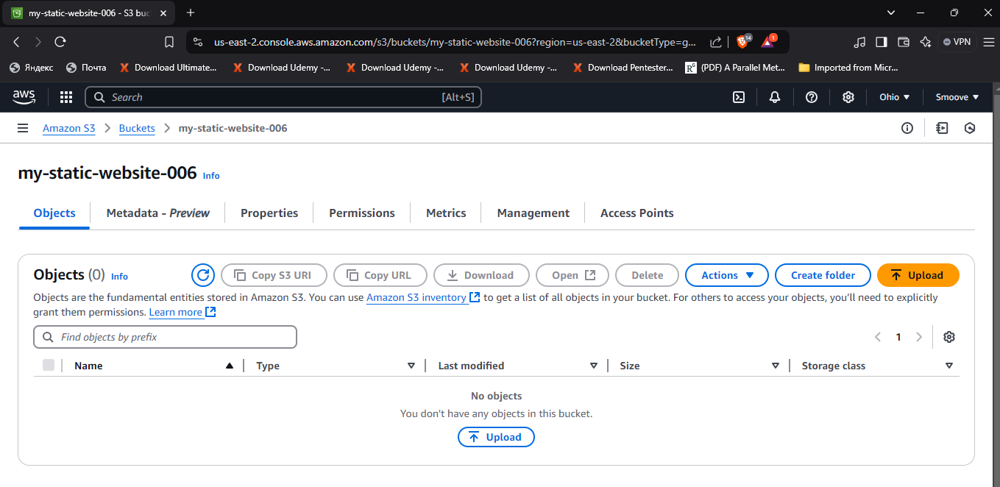 my-static-website-006 - S3 buc
us-east-2.console.aws.amazon.com/s3/buckets/my-static-website-006?region=us-east-2&bucketType=g...
14
1
VPN
Яндекс
Почта
Download Ultimate...
Download Udemy -...
Download Udemy -...
Download Udemy -...
Download Pentester...
(PDF) A Parallel Met...
Imported from Micr...
aws
Search
[Alt+S]
Ohio
Smoove
Amazon S3
Buckets
my-static-website-006
my-static-website-006 Info
Objects
Metadata - Preview
Properties
Permissions
Metrics
Management
Access Points
Objects (0) Info
Copy S3 URI
Copy URL
Download
Open
Delete
Actions
Create folder
Upload
Objects are the fundamental entities stored in Amazon S3. You can use Amazon S3 inventory to get a list of all objects in your bucket. For others to access your objects, you’ll need to explicitly
grant them permissions. Learn more
Find objects by prefix
1
Name
Type
Last modified
Size
Storage class
No objects
You don't have any objects in this bucket.
Upload